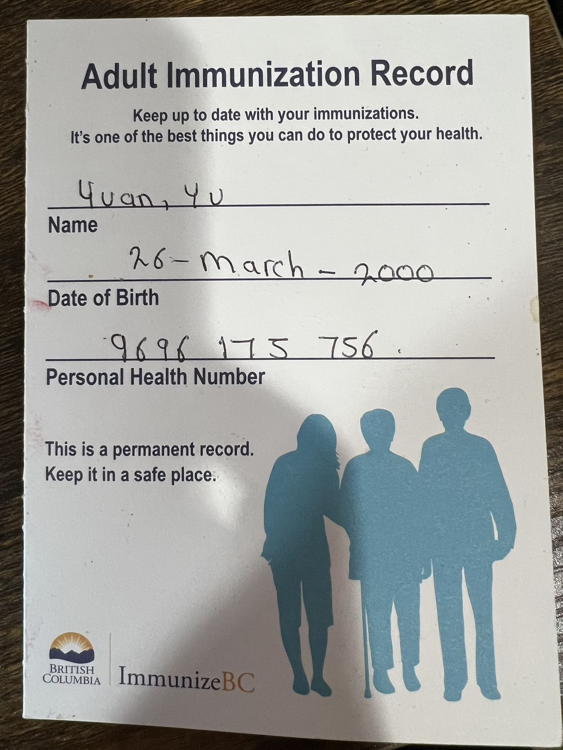 Adult Immunization Record
Keep up to date with your immunizations.
It's one of the best things you can do to protect your health.
Yuan, Yu
Name
26 - March - 2000
Date of Birth
9696 175 756.
Personal Health Number
This is a permanent record.
Keep it in a safe place.
BRITISH
COLUMBIA
ImmunizeBC